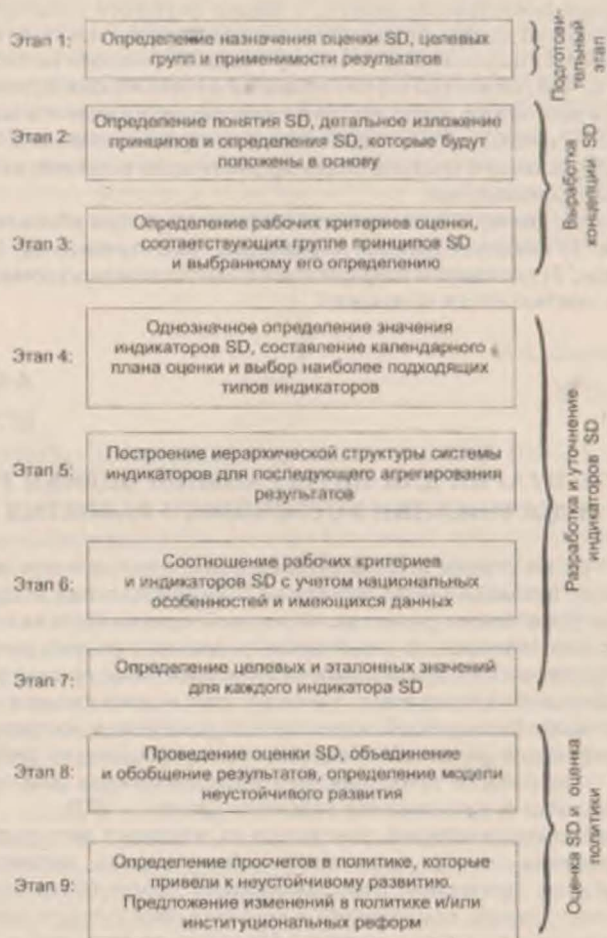 Этап 1:
Определение назначения оценки SD, целевых
групп и применимости результатов
Подготови-
тельный
этап
Этап 2:
Определение понятия SD, детальное изложение
принципов и определения SD, которые будут
положены в основу
Этап 3:
Определение рабочих критериев оценки,
соответствующих группе принципов SD
и выбранному его определению
Выработка
концепции SD
Этап 4:
Однозначное определение значения
индикаторов SD, составление календарного
плана оценки и выбор наиболее подходящих
типов индикаторов
Этап 5:
Построение иерархической структуры системы
индикаторов для последующего агрегирования
результатов
Этап 6:
Соотношение рабочих критериев
и индикаторов SD с учетом национальных
особенностей и имеющихся данных
Этап 7:
Определение целевых и эталонных значений
для каждого индикатора SD
Разработка и уточнение
индикаторов SD
Этап 8:
Проведение оценки SD, объединение
и обобщение результатов, определение модели
неустойчивого развития
Этап 9:
Определение просчетов в политике, которые
привели к неустойчивому развитию.
Предложение изменений в политике и/или
институциональных реформ
Оценка SD и оценка
политики